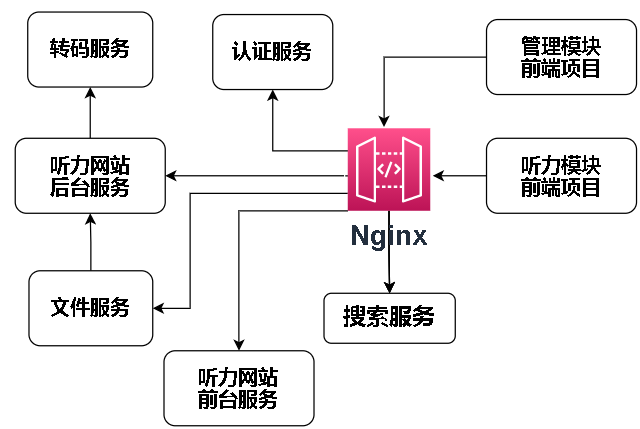 转码服务
认证服务
管理模块
前端项目
听力网站
后台服务
听力模块
前端项目
Nginx
文件服务
搜索服务
听力网站
前台服务